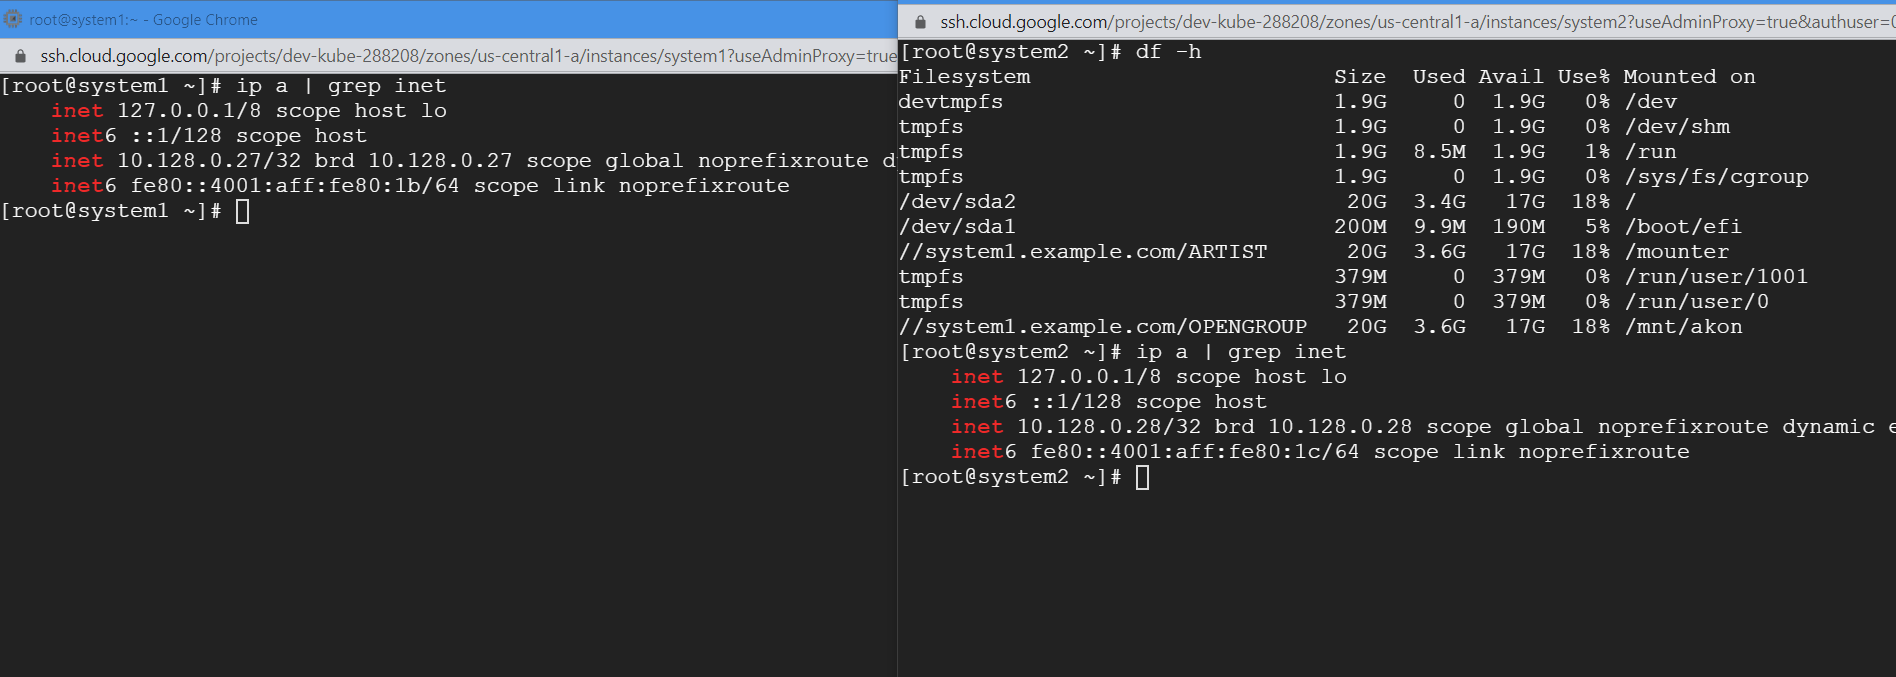 root@system1:~ - Google Chrome
ssh.cloud.google.com/projects/dev-kube-288208/zones/us-central1-a/instances/system1?useAdminProxy=true
[root@system1 ~]# ip a | grep inet
    inet 127.0.0.1/8 scope host lo
    inet6 ::1/128 scope host
    inet 10.128.0.27/32 brd 10.128.0.27 scope global noprefixroute d
    inet6 fe80::4001:aff:fe80:1b/64 scope link noprefixroute
[root@system1 ~]#
ssh.cloud.google.com/projects/dev-kube-288208/zones/us-central1-a/instances/system2?useAdminProxy=true&authuser=0
[root@system2 ~]# df -h
Filesystem                       Size  Used Avail Use% Mounted on
devtmpfs                         1.9G     0  1.9G   0% /dev
tmpfs                            1.9G     0  1.9G   0% /dev/shm
tmpfs                            1.9G  8.5M  1.9G   1% /run
tmpfs                            1.9G     0  1.9G   0% /sys/fs/cgroup
/dev/sda2                         20G  3.4G   17G  18% /
/dev/sda1                        200M  9.9M  190M   5% /boot/efi
//system1.example.com/ARTIST      20G  3.6G   17G  18% /mounter
tmpfs                            379M     0  379M   0% /run/user/1001
tmpfs                            379M     0  379M   0% /run/user/0
//system1.example.com/OPENGROUP   20G  3.6G   17G  18% /mnt/akon
[root@system2 ~]# ip a | grep inet
    inet 127.0.0.1/8 scope host lo
    inet6 ::1/128 scope host
    inet 10.128.0.28/32 brd 10.128.0.28 scope global noprefixroute dynamic e
    inet6 fe80::4001:aff:fe80:1c/64 scope link noprefixroute
[root@system2 ~]#